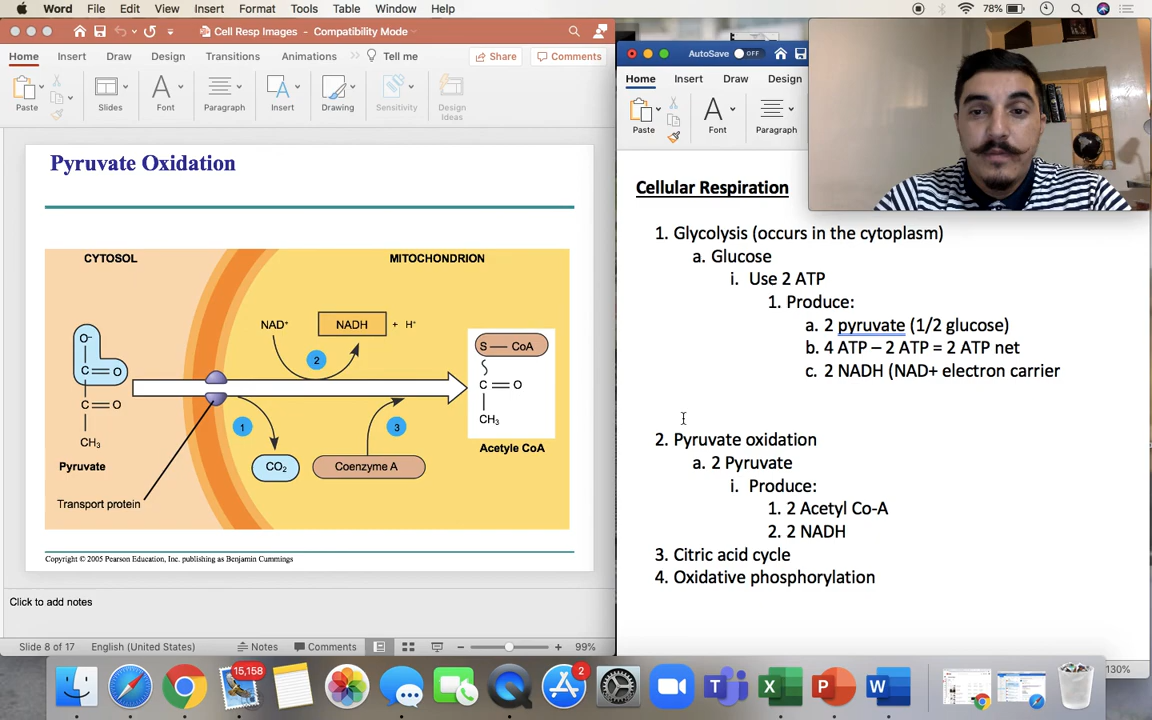 Word File Edit View Insert Format Tools Table Window Help 78%
Cell Resp Images - Compatibility Mode
Home Insert Draw Design Transitions Animations Tell me Share Comments
Paste Slides Font Paragraph Insert Drawing Sensitivity Design
Ideas
Pyruvate Oxidation
CYTOSOL MITOCHONDRION
NAD+ NADH + H+
O- S CoA
2
C O C O
C O
1 3 CH3
CH3 Acetyle CoA
Pyruvate CO2 Coenzyme A
Transport protein
Copyright © 2005 Pearson Education, Inc. publishing as Benjamin Cummings
Click to add notes
Slide 8 of 17 English (United States) Notes Comments 99%
AutoSave OFF
Home Insert Draw Design
Paste Font Paragraph
Cellular Respiration
1. Glycolysis (occurs in the cytoplasm)
a. Glucose
i. Use 2 ATP
1. Produce:
a. 2 pyruvate (1/2 glucose)
b. 4 ATP – 2 ATP = 2 ATP net
c. 2 NADH (NAD+ electron carrier
2. Pyruvate oxidation
a. 2 Pyruvate
i. Produce:
1. 2 Acetyl Co-A
2. 2 NADH
3. Citric acid cycle
4. Oxidative phosphorylation
130%
15,158 2